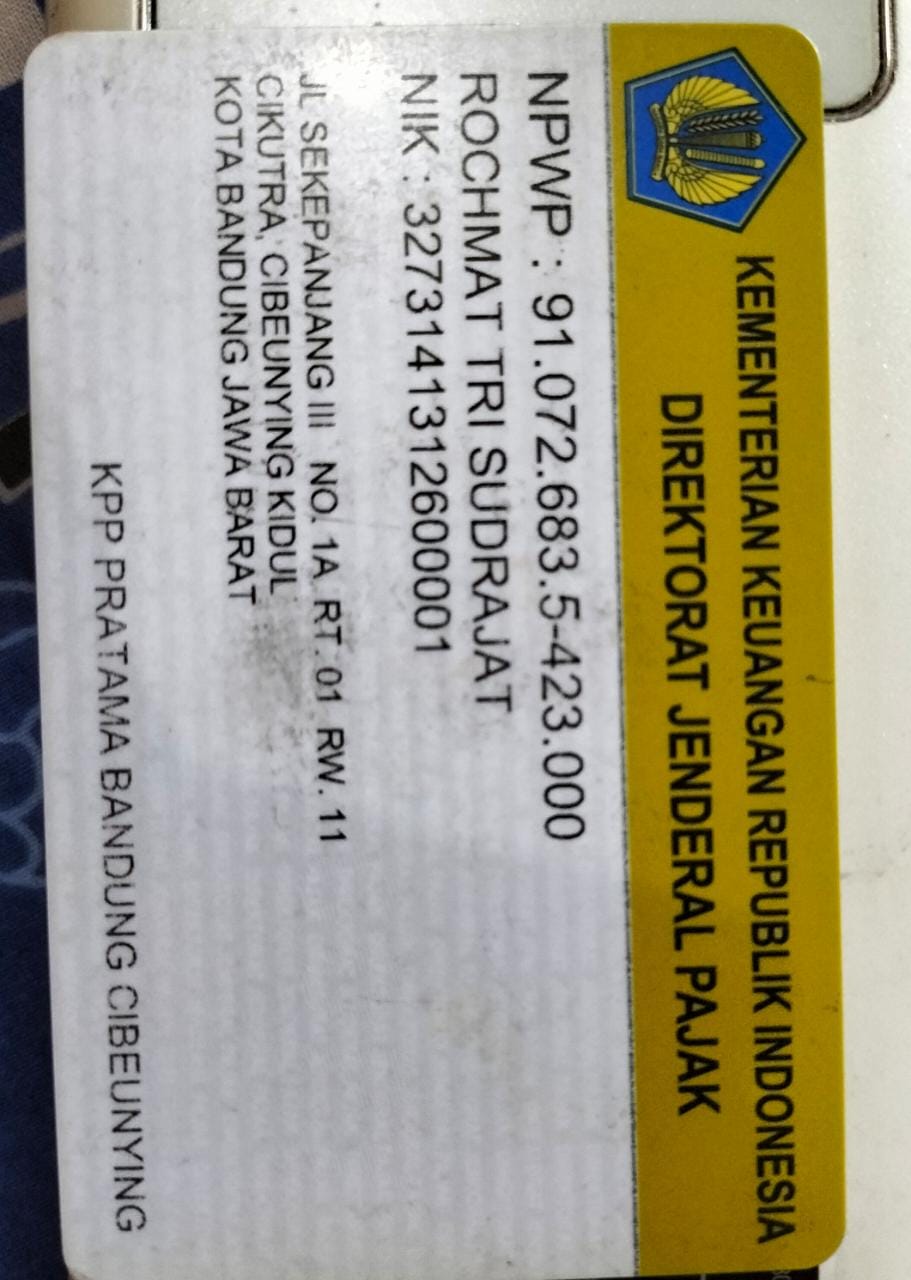 KEMENTERIAN KEUANGAN REPUBLIK INDONESIA
DIREKTORAT JENDERAL PAJAK
NPWP : 91.072.683.5-423.000
ROCHMAT TRI SUDRAJAT
NIK : 3273141312600001
JL SEKEPANJANG III NO. 1A RT. 01 RW. 11
CIKUTRA, CIBEUNYING KIDUL
KOTA BANDUNG JAWA BARAT
KPP PRATAMA BANDUNG CIBEUNYING